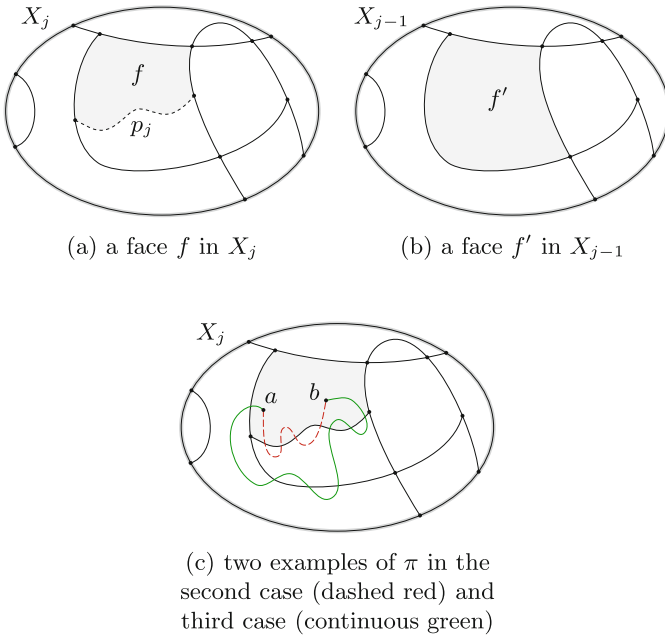 X_j
f
p_j
X_{j−1}
f′
(a) a face f in X_j
(b) a face f′ in X_{j−1}
X_j
a
b
(c) two examples of π in the
second case (dashed red) and
third case (continuous green)